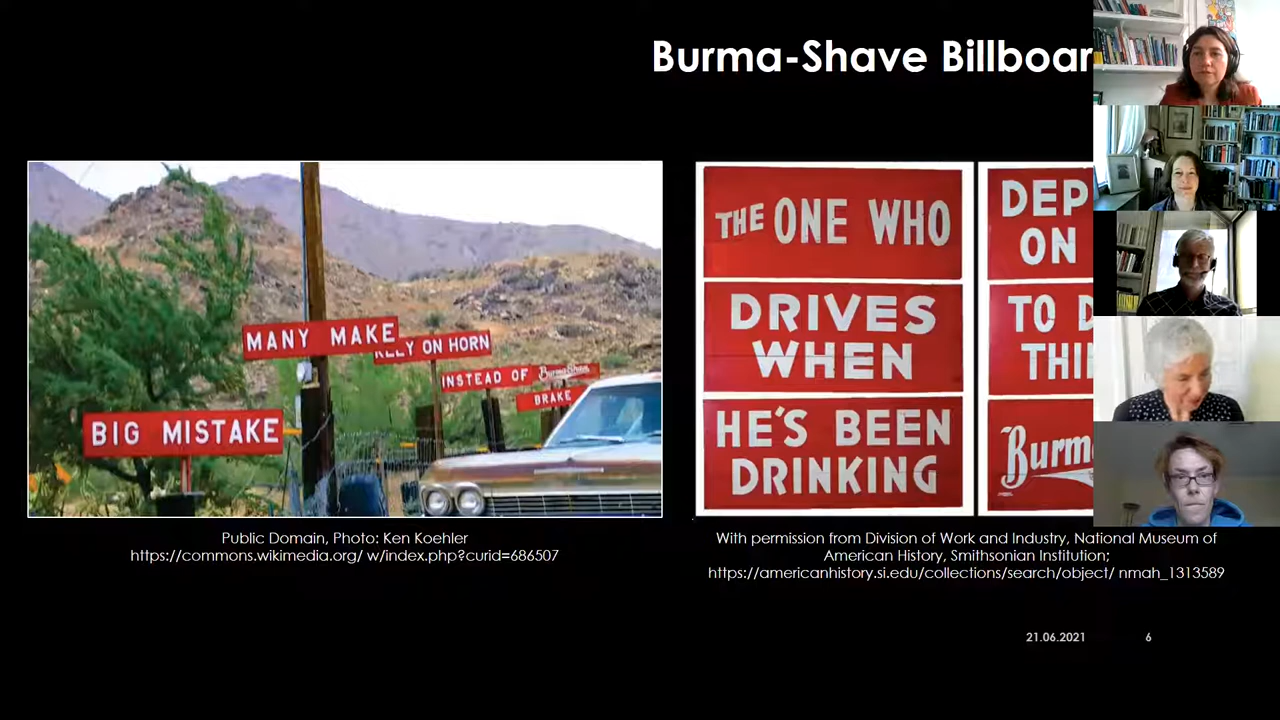 Burma-Shave Billboar
BIG MISTAKE
MANY MAKE
RELY ON HORN
INSTEAD OF
BRAKE
Burma-Shave
THE ONE WHO
DRIVES
WHEN
HE'S BEEN
DRINKING
DEP
ON
TO D
THI
Burm
Public Domain, Photo: Ken Koehler
https://commons.wikimedia.org/ w/index.php?curid=686507
With permission from Division of Work and Industry, National Museum of
American History, Smithsonian Institution;
https://americanhistory.si.edu/collections/search/object/ nmah_1313589
21.06.2021
6